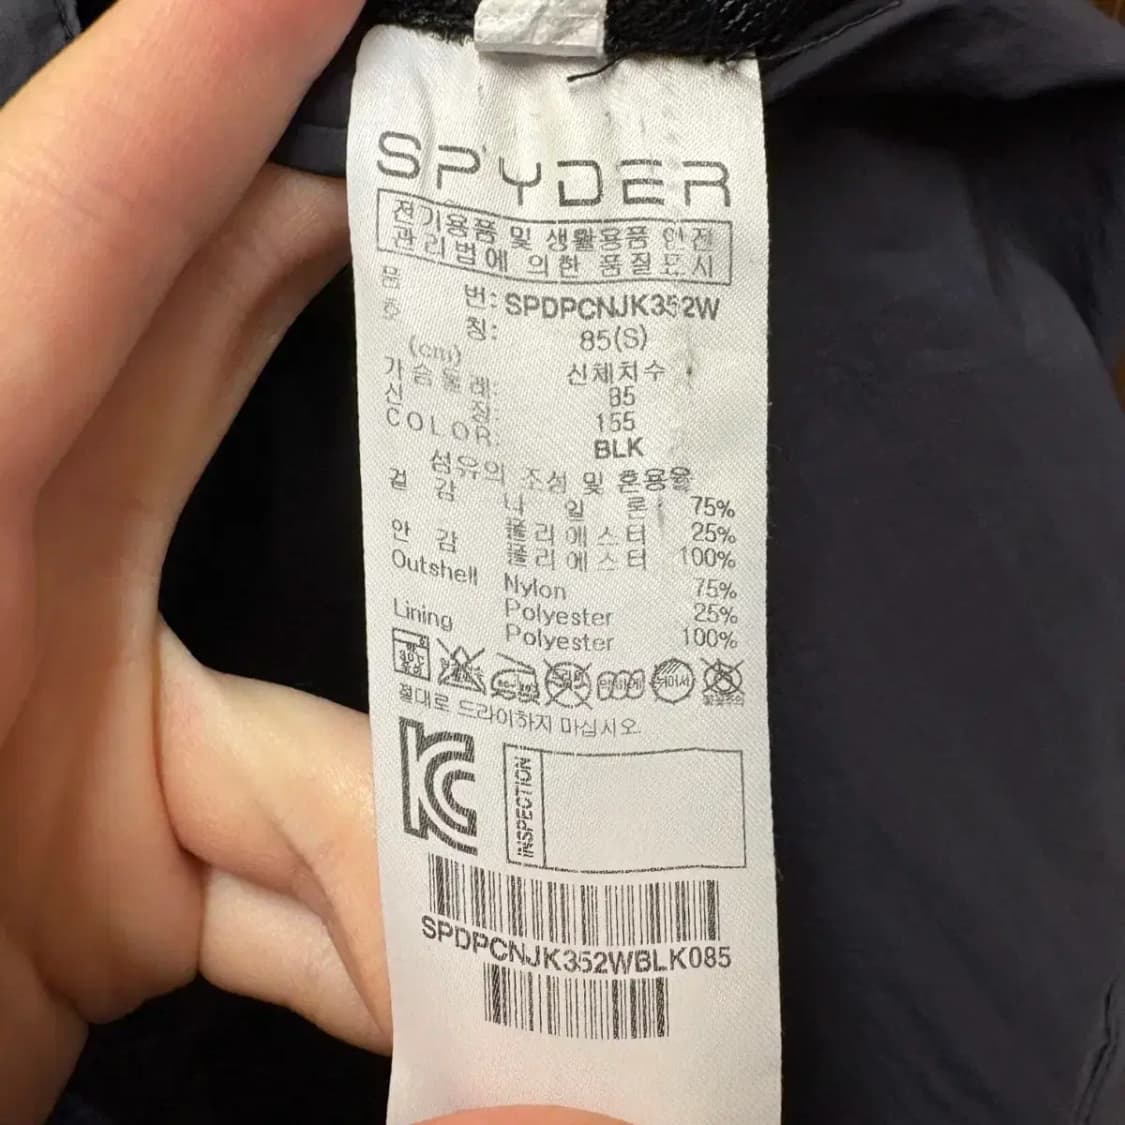 SPYDER
전기용품 및 생활용품 안전
관리법에 의한 품질표시
품 번: SPDPCNJK352W
호 칭: 85(S)
(cm) 신체치수
가슴둘레: 85
신 장: 155
COLOR: BLK
섬유의 조성 및 혼용율
겉 감 나 일 론: 75%
폴리에스터 25%
안 감 폴리에스터 100%
Outshell Nylon 75%
Polyester 25%
Lining Polyester 100%
절대로 드라이하지 마십시오.
KC
INSPECTION
SPDPCNJK352WBLK085